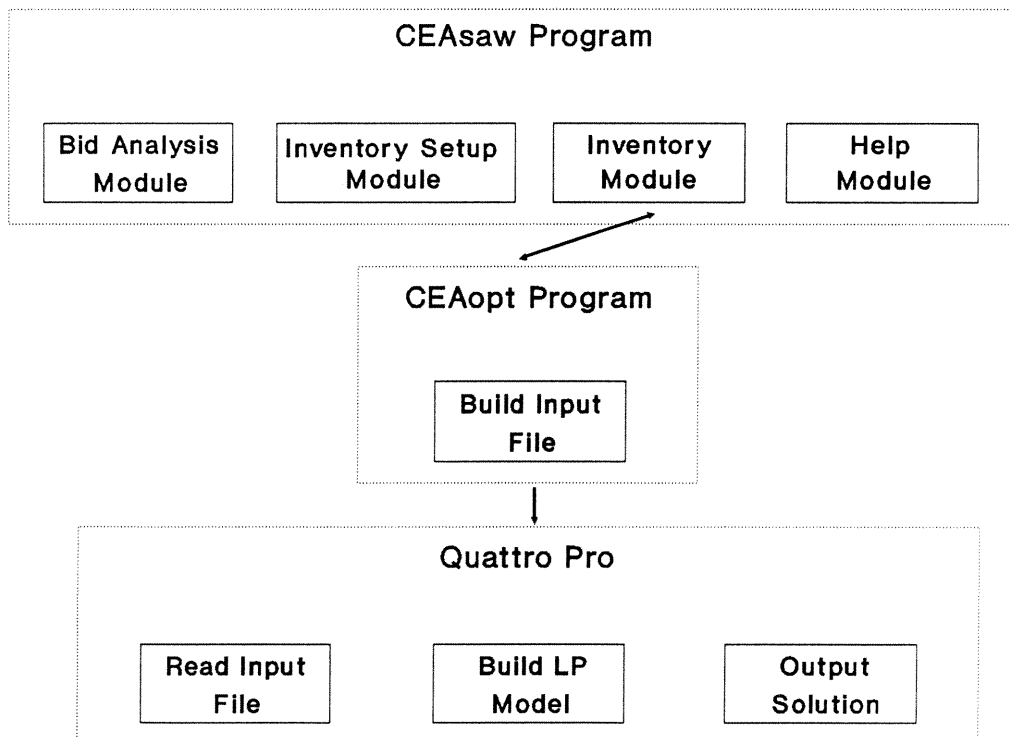 CEAsaw Program
Bid Analysis
Module
Inventory Setup
Module
Inventory
Module
Help
Module
CEAopt Program
Build Input
File
Quattro Pro
Read Input
File
Build LP
Model
Output
Solution